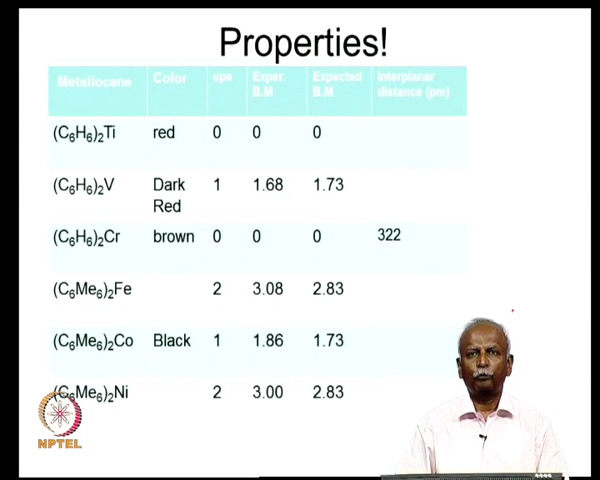 Properties!
Metallocene Color upe Exper. B.M Expected B.M interplanar distance (pm)
(C₆H₆)₂Ti red 0 0 0
(C₆H₆)₂V Dark Red 1 1.68 1.73
(C₆H₆)₂Cr brown 0 0 0 322
(C₆Me₆)₂Fe 2 3.08 2.83
(C₆Me₆)₂Co Black 1 1.86 1.73
(C₆Me₆)₂Ni 2 3.00 2.83
NPTEL